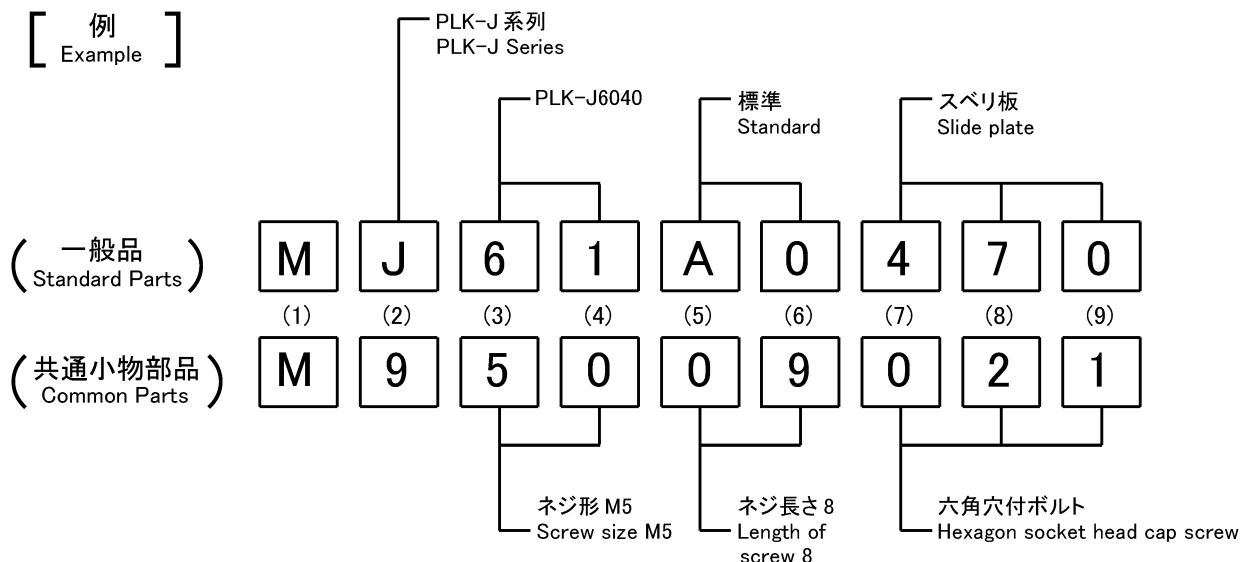 例
Example
PLK-J 系列
PLK-J Series
PLK-J6040
標準
Standard
スベリ板
Slide plate
一般品
Standard Parts
M J 6 1 A 0 4 7 0
(1) (2) (3) (4) (5) (6) (7) (8) (9)
共通小物部品
Common Parts
M 9 5 0 0 9 0 2 1
ネジ形 M5
Screw size M5
ネジ長さ 8
Length of
screw 8
六角穴付ボルト
Hexagon socket head cap screw